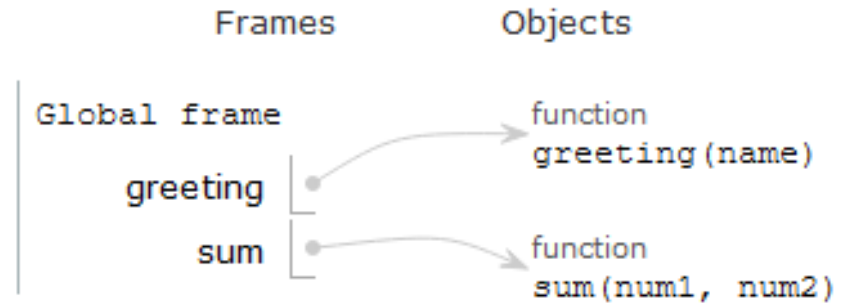 Frames Objects
Global frame
function
greeting(name)
greeting
sum
function
sum(num1, num2)